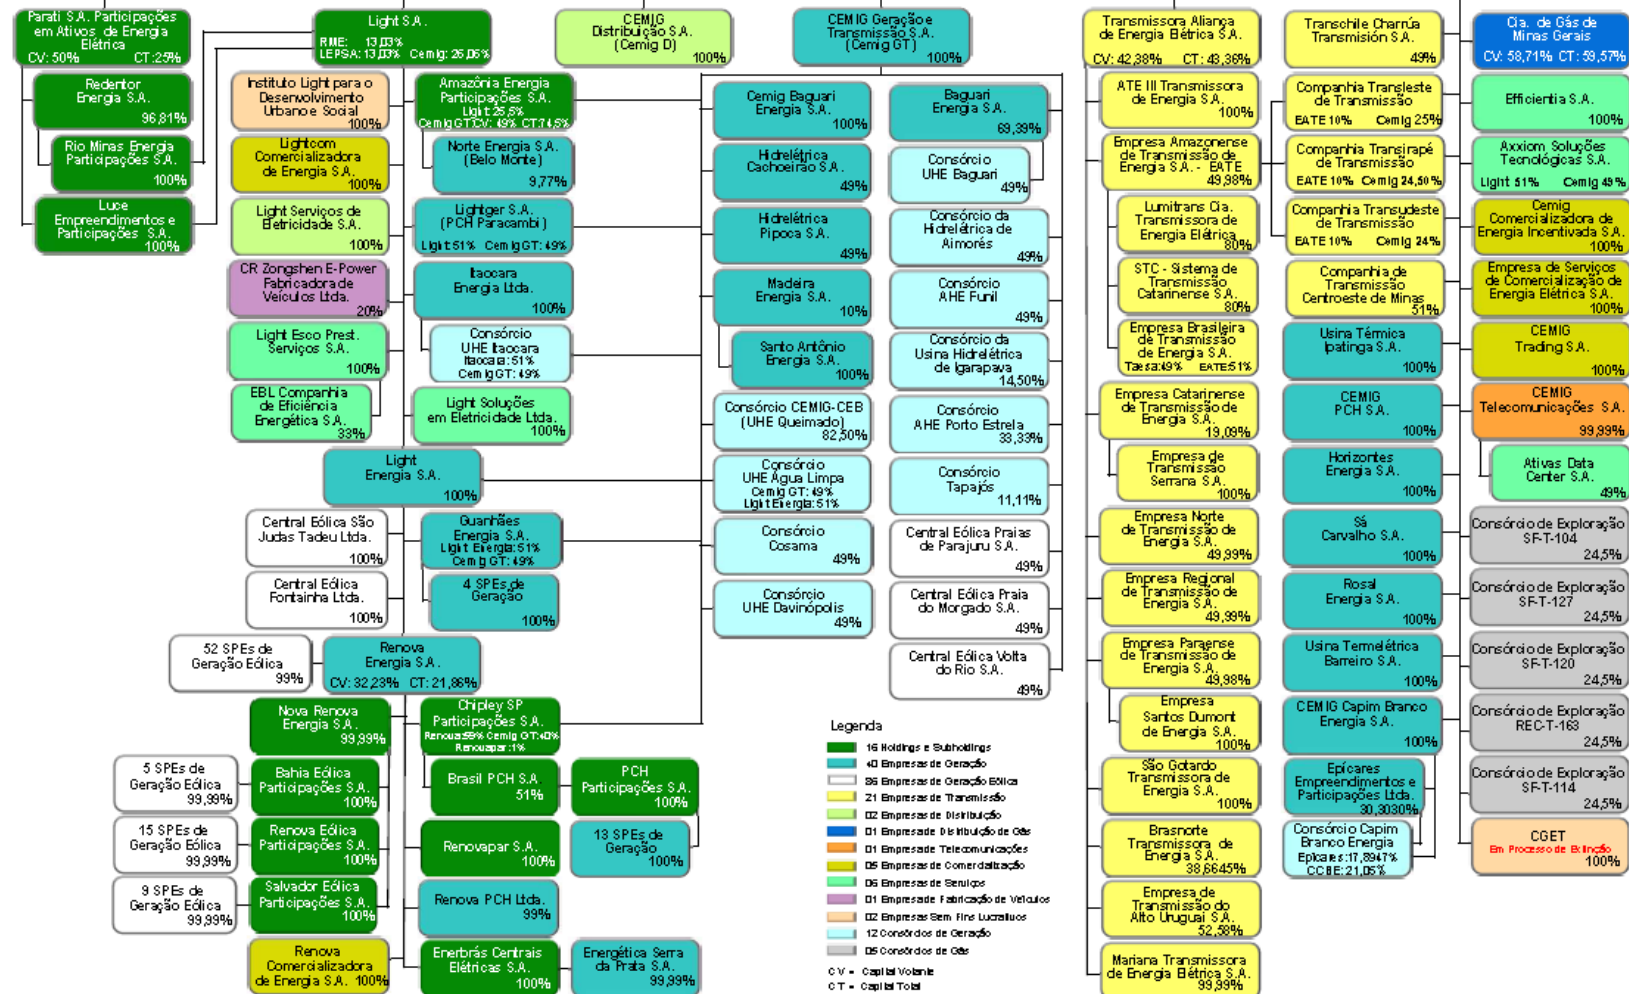 Parati S.A. Participações
em Ativos de Energia
Elétrica
CV: 50% CT: 25%
Redentor
Energia S.A.
96,81%
Rio Minas Energia
Participações S.A.
100%
Luce
Empreendimentos e
Participações S.A.
100%
Light S.A.
RME: 13,03%
LEPSA: 13,03% Cemig: 26,06%
Instituto Light para o
Desenvolvimento
Urbano e Social
100%
Lightcom
Comercializadora
de Energia S.A.
100%
Light Serviços de
Eletricidade S.A.
100%
CR Zongshen E-Power
Fabricadora de
Veículos Ltda.
20%
Light Esco Prest.
Serviços S.A.
100%
EBL Companhia
de Eficiência
Energética S.A.
33%
Amazônia Energia
Participações S.A.
Light 25,5%
Cemig GT: CV: 49% CT: 74,5%
Norte Energia S.A.
(Belo Monte)
9,77%
Lightger S.A.
(PCH Paracambi)
Light 51% Cemig GT: 49%
Itaocara
Energia Ltda.
100%
Consórcio
UHE Itaocara
Itaocara: 51%
Cemig GT: 49%
Light Soluções
em Eletricidade Ltda.
100%
Light
Energia S.A.
100%
Central Eólica São
Judas Tadeu Ltda.
100%
Central Eólica
Fontainha Ltda.
100%
Guanhães
Energia S.A.
Light Energia: 51%
Cemig GT: 49%
4 SPEs de
Geração
100%
52 SPEs de
Geração Eólica
99%
Renova
Energia S.A.
CV: 32,23% CT: 21,86%
Nova Renova
Energia S.A.
99,99%
5 SPEs de
Geração Eólica
99,99%
Bahia Eólica
Participações S.A.
100%
15 SPEs de
Geração Eólica
99,99%
Renova Eólica
Participações S.A.
100%
9 SPEs de
Geração Eólica
99,99%
Salvador Eólica
Participações S.A.
100%
Renova
Comercializadora
de Energia S.A. 100%
Chipley SP
Participações S.A.
Renova:59% Cemig GT:40%
Renovapar: 1%
Brasil PCH S.A.
51%
PCH
Participações S.A.
100%
Renovapar S.A.
100%
13 SPEs de
Geração
100%
Renova PCH Ltda.
99%
Enerbrás Centrais
Elétricas S.A.
100%
Energética Serra
da Prata S.A.
99,99%
CEMIG
Distribuição S.A.
(Cemig D)
100%
CEMIG Geração e
Transmissão S.A.
(Cemig GT)
100%
Cemig Baguari
Energia S.A.
100%
Hidrelétrica
Cachoeirão S.A.
49%
Hidrelétrica
Pipoca S.A.
49%
Madeira
Energia S.A.
10%
Santo Antônio
Energia S.A.
100%
Consórcio CEMIG-CEB
(UHE Queimado)
82,50%
Consórcio
UHE Água Limpa
Cemig GT: 49%
Light Energia: 51%
Consórcio
Cosama
49%
Consórcio
UHE Davinópolis
49%
Baguari
Energia S.A.
69,39%
Consórcio
UHE Baguari
49%
Consórcio da
Hidrelétrica de
Aimorés
49%
Consórcio
AHE Funil
49%
Consórcio da
Usina Hidrelétrica
de Igarapava
14,50%
Consórcio
AHE Porto Estrela
33,33%
Consórcio
Tapajós
11,11%
Central Eólica Praias
de Parajuru S.A.
49%
Central Eólica Praia
do Morgado S.A.
49%
Central Eólica Volta
do Rio S.A.
49%
Legenda
16 Holdings e Subholdings
40 Empresas de Geração
86 Empresas de Geração Eólica
21 Empresas de Transmissão
02 Empresas de Distribuição
01 Empresa de Distribuição de Gás
01 Empresa de Telecomunicações
05 Empresas de Comercialização
06 Empresas de Serviços
01 Empresa de Fabricação de Veículos
02 Empresas Sem Fins Lucrativos
12 Consórcios de Geração
05 Consórcios de Gás
CV = Capital Votante
CT = Capital Total
Transmissora Aliança
de Energia Elétrica S.A.
CV: 42,38% CT: 43,36%
ATE III Transmissora
de Energia S.A.
100%
Empresa Amazonense
de Transmissão de
Energia S.A. - EATE
49,98%
Lumitrans Cia.
Transmissora de
Energia Elétrica
80%
STC - Sistema de
Transmissão
Catarinense S.A.
80%
Empresa Brasileira
de Transmissão
de Energia S.A.
Taesa:49% EATE:51%
Empresa Catarinense
de Transmissão de
Energia S.A.
19,09%
Empresa de
Transmissão
Serrana S.A.
100%
Empresa Norte
de Transmissão de
Energia S.A.
49,99%
Empresa Regional
de Transmissão de
Energia S.A.
49,99%
Empresa Paraense
de Transmissão de
Energia S.A.
49,98%
Empresa
Santos Dumont
de Energia S.A.
100%
São Gotardo
Transmissora de
Energia S.A.
100%
Brasnorte
Transmissora de
Energia S.A.
38,6645%
Empresa de
Transmissão do
Alto Uruguai S.A.
52,58%
Mariana Transmissora
de Energia Elétrica S.A.
99,99%
Transchile Charrúa
Transmisión S.A.
49%
Companhia Transleste
de Transmissão
EATE 10% Cemig 25%
Companhia Transirapé
de Transmissão
EATE 10% Cemig 24,50%
Companhia Transudeste
de Transmissão
EATE 10% Cemig 24%
Companhia de
Transmissão
Centroeste de Minas
51%
Usina Térmica
Ipatinga S.A.
100%
CEMIG
PCH S.A.
100%
Horizontes
Energia S.A.
100%
Sá
Carvalho S.A.
100%
Rosal
Energia S.A.
100%
Usina Termelétrica
Barreiro S.A.
100%
CEMIG Capim Branco
Energia S.A.
100%
Epícares
Empreendimentos e
Participações Ltda.
30,3030%
Consórcio Capim
Branco Energia
Epícares: 17,8947%
CCBE: 21,05%
Cia. de Gás de
Minas Gerais
CV: 58,71% CT: 59,57%
Efficientia S.A.
100%
Axxiom Soluções
Tecnológicas S.A.
Light 51% Cemig 49%
Cemig
Comercializadora de
Energia Incentivada S.A.
100%
Empresa de Serviços
de Comercialização de
Energia Elétrica S.A.
100%
CEMIG
Trading S.A.
100%
CEMIG
Telecomunicações S.A.
99,99%
Ativas Data
Center S.A.
49%
Consórcio de Exploração
SF-T-104
24,5%
Consórcio de Exploração
SF-T-127
24,5%
Consórcio de Exploração
SF-T-120
24,5%
Consórcio de Exploração
REC-T-163
24,5%
Consórcio de Exploração
SF-T-114
24,5%
CGET
Em Processo de Extinção
100%